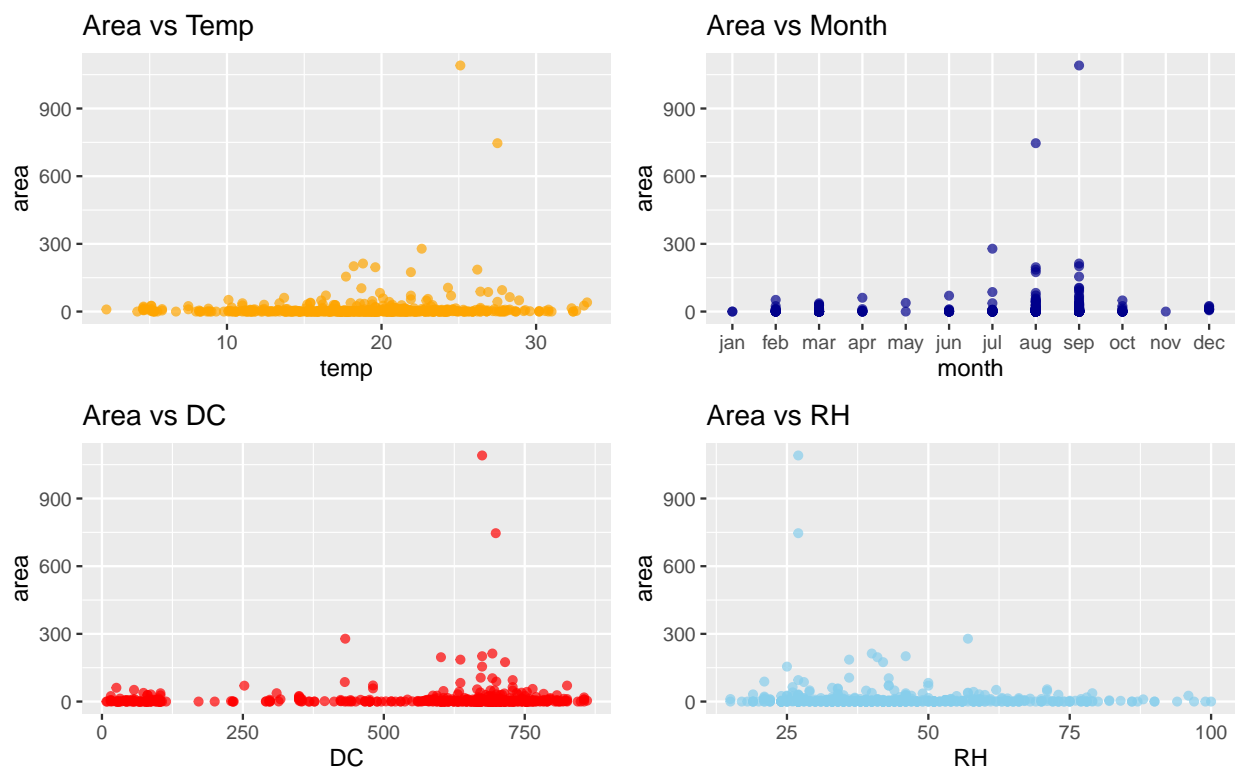 Area vs Temp
900
600
300
0
area
10 20 30
temp
Area vs Month
900
600
300
0
area
jan feb mar apr may jun jul aug sep oct nov dec
month
Area vs DC
900
600
300
0
area
0 250 500 750
DC
Area vs RH
900
600
300
0
area
25 50 75 100
RH